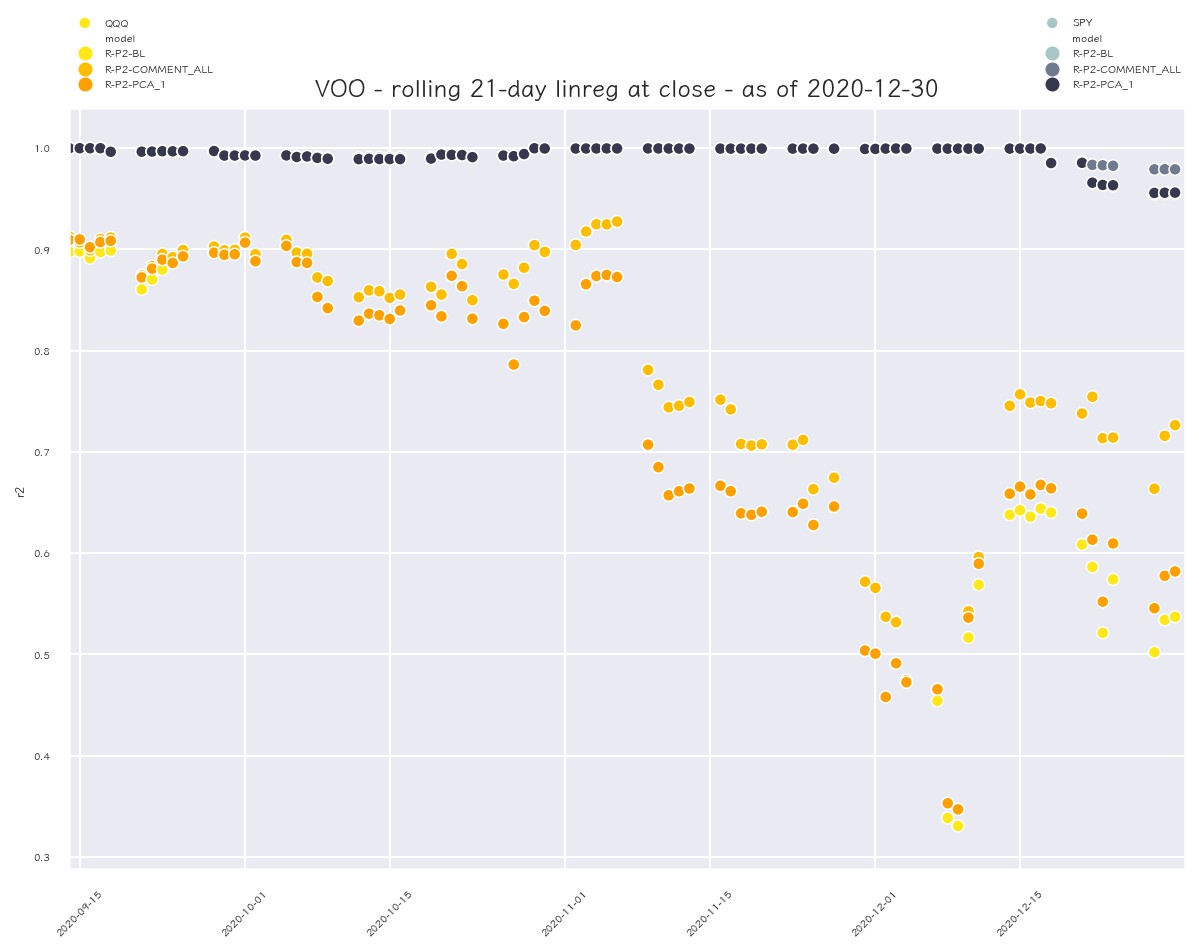 QQQ
model
R-P2-BL
R-P2-COMMENT_ALL
R-P2-PCA_1
SPY
model
R-P2-BL
R-P2-COMMENT_ALL
R-P2-PCA_1
VOO - rolling 21-day linreg at close - as of 2020-12-30
1.0
0.9
0.8
0.7
0.6
0.5
0.4
0.3
r2
2020-09-15
2020-10-01
2020-10-15
2020-11-01
2020-11-15
2020-12-01
2020-12-15